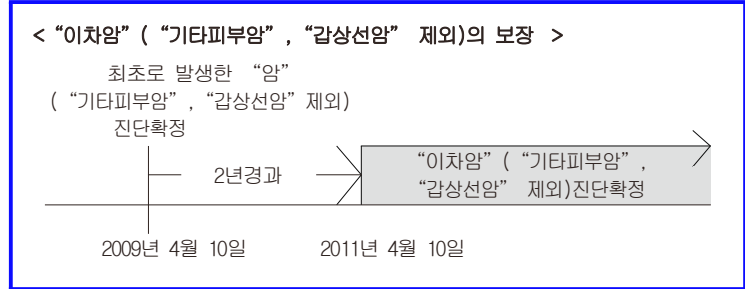 < “이차암” ( “기타피부암” , “갑상선암” 제외)의 보장 >
최초로 발생한 “암”
( “기타피부암” , “갑상선암” 제외)
진단확정
2년경과
“이차암” ( “기타피부암” ,
“갑상선암” 제외)진단확정
2009년 4월 10일
2011년 4월 10일